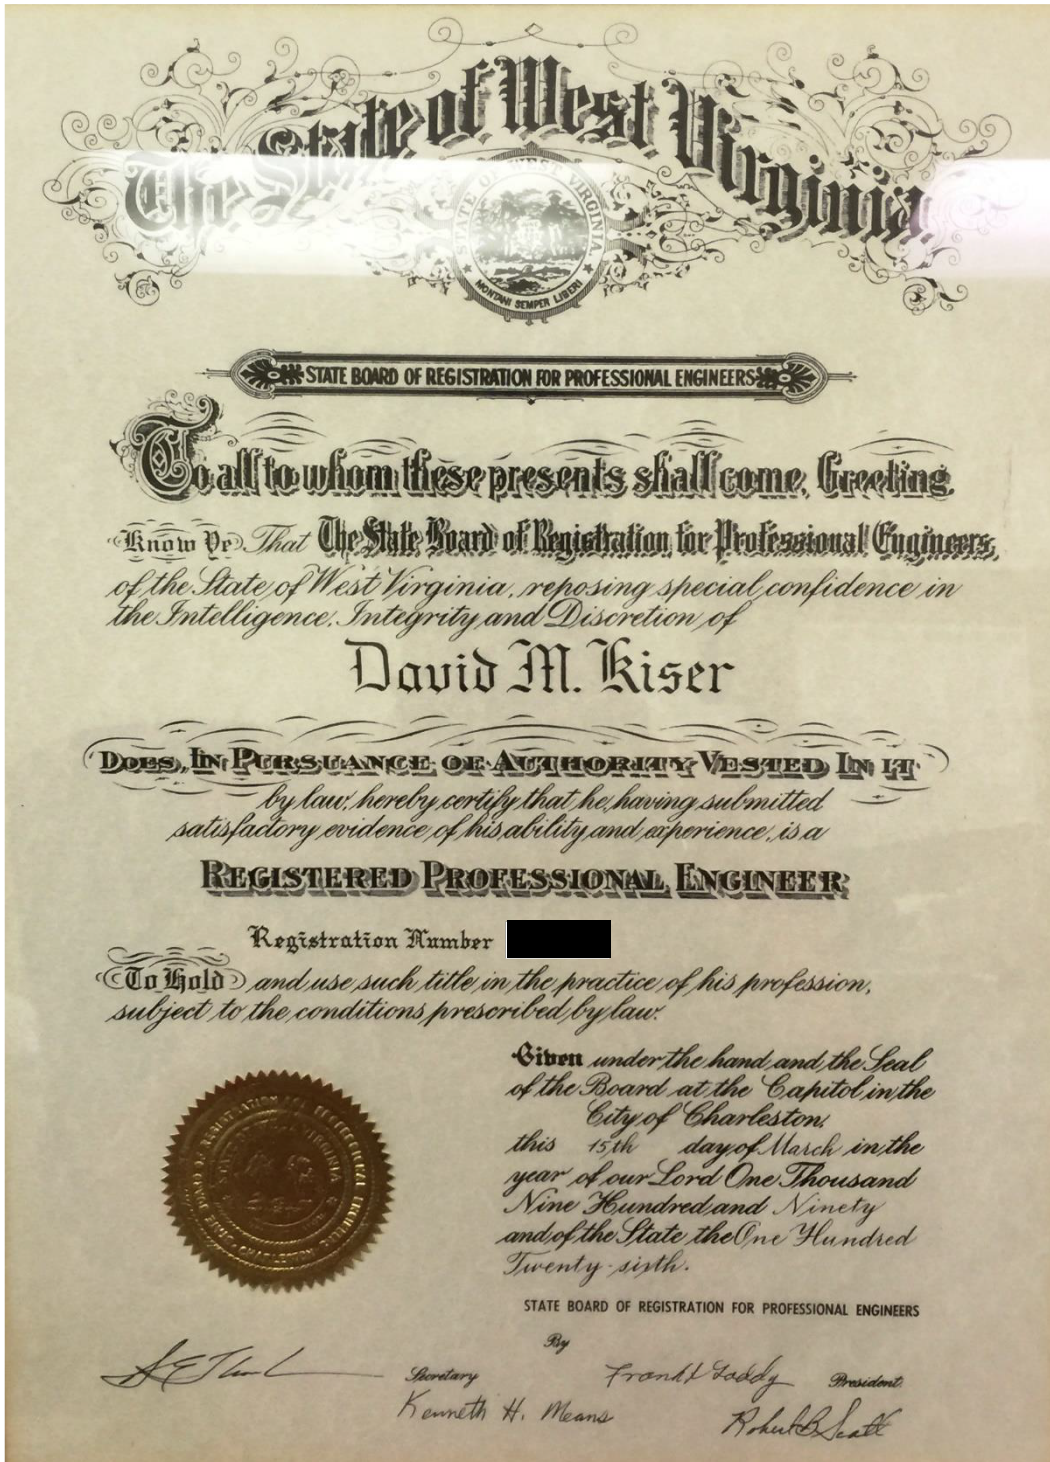 The State of West Virginia
STATE OF WEST VIRGINIA
MONTANI SEMPER LIBERI
STATE BOARD OF REGISTRATION FOR PROFESSIONAL ENGINEERS
To all to whom these presents shall come, Greeting
Know Ye That The State Board of Registration for Professional Engineers,
of the State of West Virginia, reposing special confidence in
the Intelligence, Integrity and Discretion of
David M. Kiser
DOES, IN PURSUANCE OF AUTHORITY VESTED IN IT
by law, hereby certify that he, having submitted
satisfactory evidence of his ability and experience, is a
REGISTERED PROFESSIONAL ENGINEER
Registration Number
To Hold and use such title in the practice of his profession,
subject to the conditions prescribed by law.
Given under the hand and the Seal
of the Board at the Capitol in the
City of Charleston,
this 15th day of March in the
year of our Lord One Thousand
Nine Hundred and Ninety
and of the State the One Hundred
Twenty-sixth.
STATE BOARD OF REGISTRATION FOR PROFESSIONAL ENGINEERS
By
Secretary
President
Kenneth H. Means
Robert B Scott